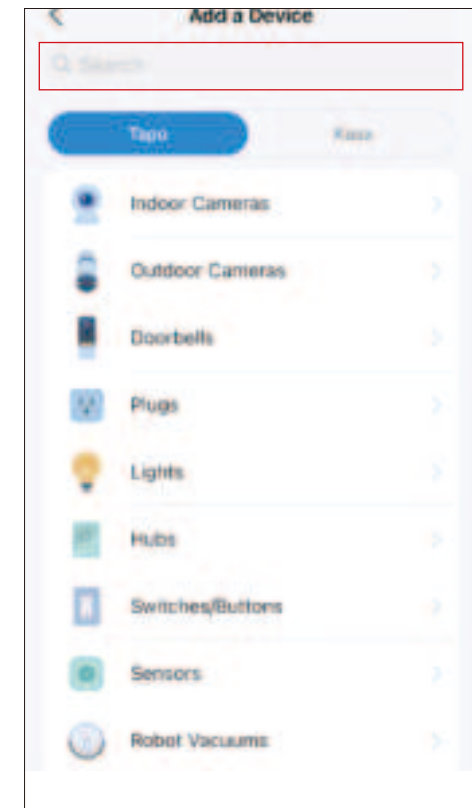 Add a Device
Search
Tapo
Kasa
Indoor Cameras
Outdoor Cameras
Doorbells
Plugs
Lights
Hubs
Switches/Buttons
Sensors
Robot Vacuums